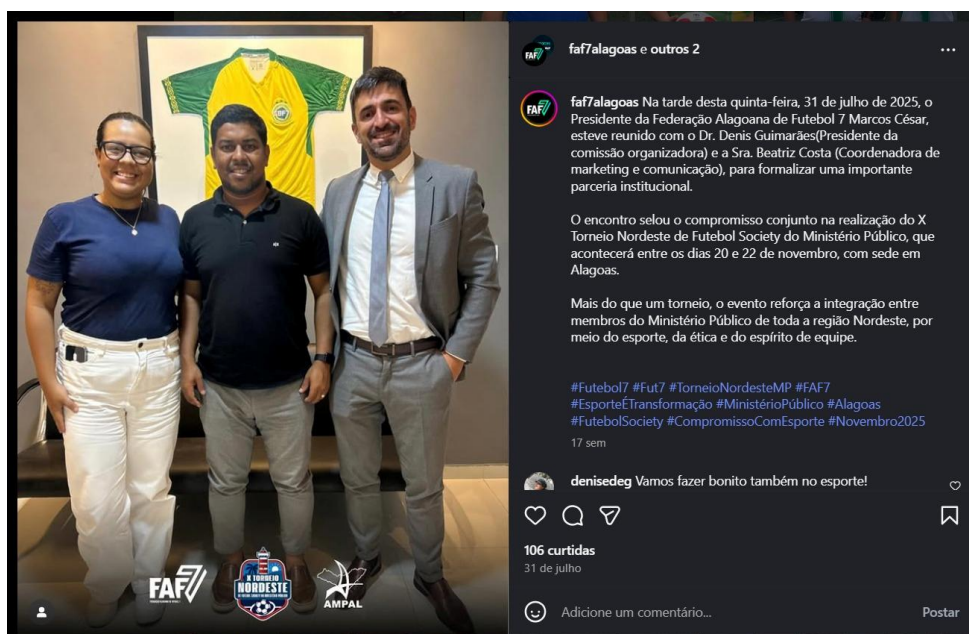 faf7alagoas e outros 2
FAF7
FAF7
faf7alagoas Na tarde desta quinta-feira, 31 de julho de 2025, o
Presidente da Federação Alagoana de Futebol 7 Marcos César,
esteve reunido com o Dr. Denis Guimarães(Presidente da
comissão organizadora) e a Sra. Beatriz Costa (Coordenadora de
marketing e comunicação), para formalizar uma importante
parceria institucional.
O encontro selou o compromisso conjunto na realização do X
Torneio Nordeste de Futebol Society do Ministério Público, que
acontecerá entre os dias 20 e 22 de novembro, com sede em
Alagoas.
Mais do que um torneio, o evento reforça a integração entre
membros do Ministério Público de toda a região Nordeste, por
meio do esporte, da ética e do espírito de equipe.
#Futebol7 #Fut7 #TorneioNordesteMP #FAF7
#EsporteÉTransformação #MinistérioPúblico #Alagoas
#FutebolSociety #CompromissoComEsporte #Novembro2025
17 sem
denisedeg Vamos fazer bonito também no esporte!
106 curtidas
31 de julho
Adicione um comentário...
Postar
FAF7
X TORNEIO
NORDESTE
AMPAL